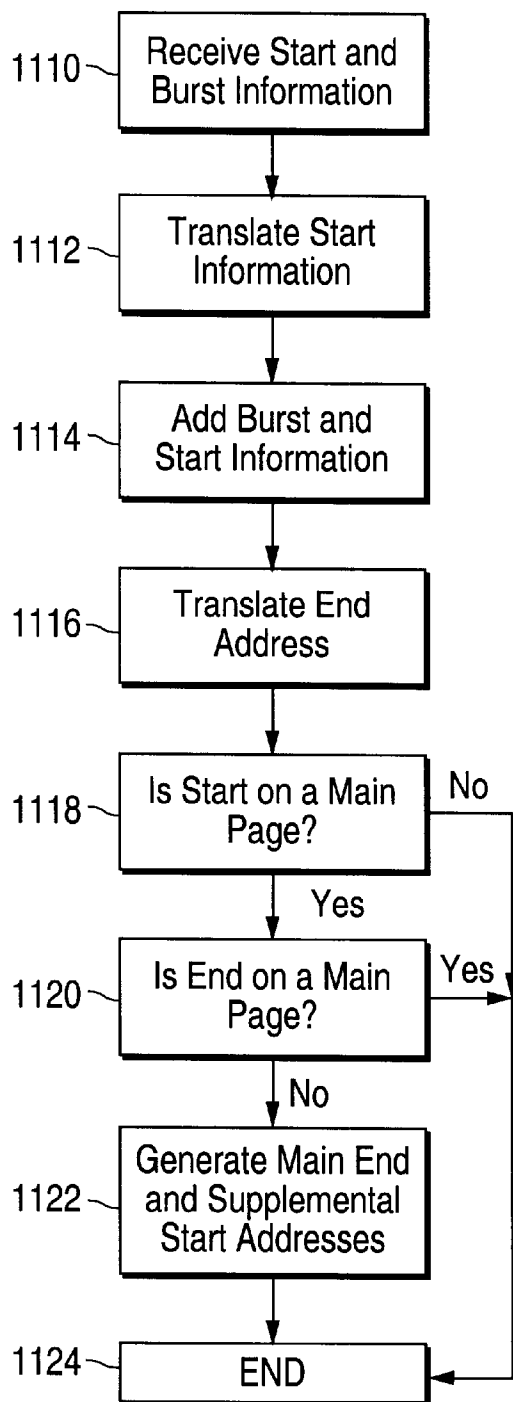 1110
Receive Start and
Burst Information
1112
Translate Start
Information
1114
Add Burst and
Start Information
1116
Translate End
Address
1118
Is Start on a Main
Page?
No
Yes
1120
Is End on a Main
Page?
Yes
No
1122
Generate Main End
and Supplemental
Start Addresses
1124
END